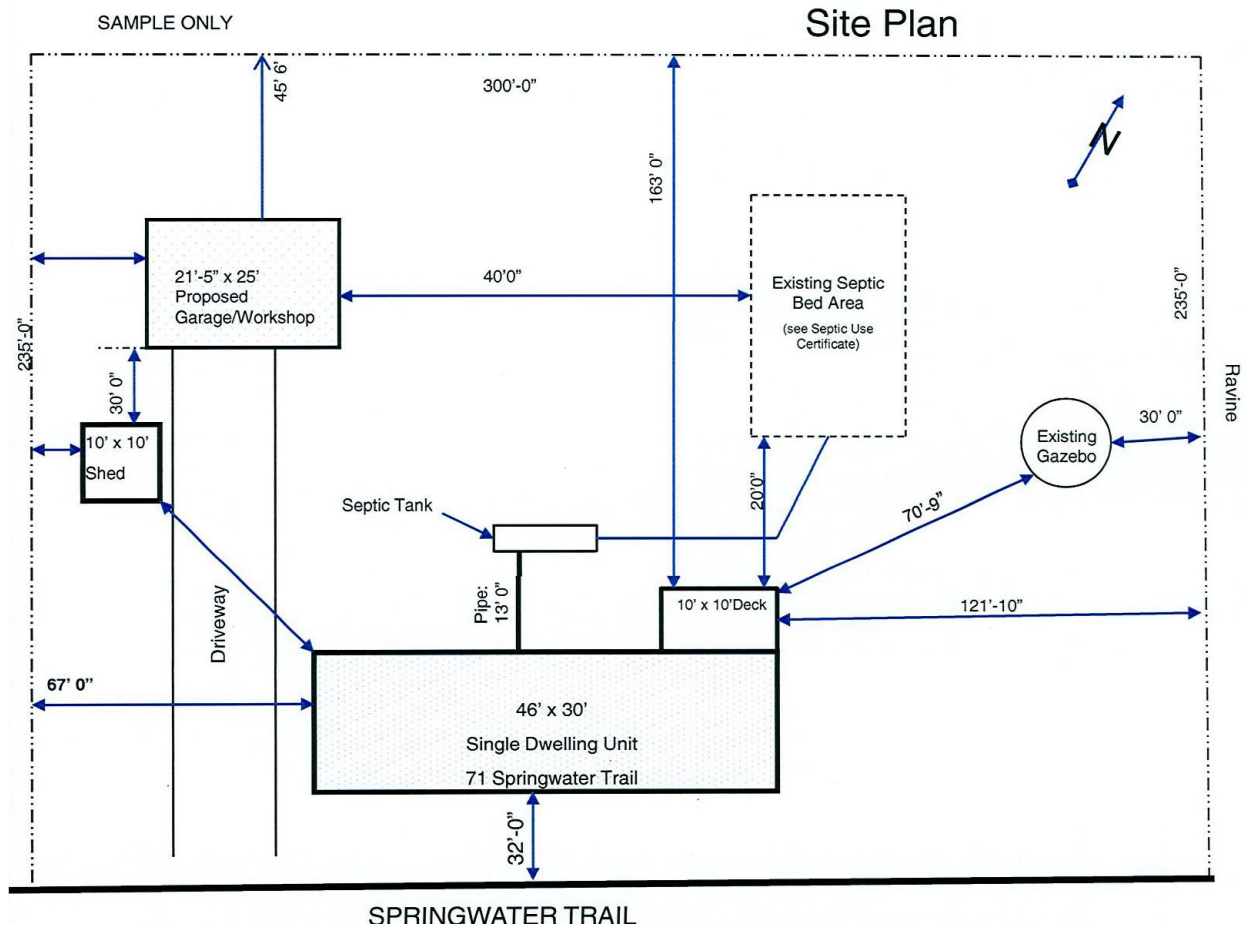 SAMPLE ONLY
Site Plan
45' 6'
300'-0"
N
163' 0"
21'-5" x 25'
Proposed
Garage/Workshop
40'0"
Existing Septic
Bed Area
(see Septic Use
Certificate)
235'-0"
235'-0"
Ravine
30' 0"
10' x 10'
Shed
Existing
Gazebo
30' 0"
Septic Tank
20'0"
70'-9"
Pipe:
13' 0"
10' x 10'Deck
121'-10"
Driveway
67' 0"
46' x 30'
Single Dwelling Unit
71 Springwater Trail
32'-0"
SPRINGWATER TRAIL